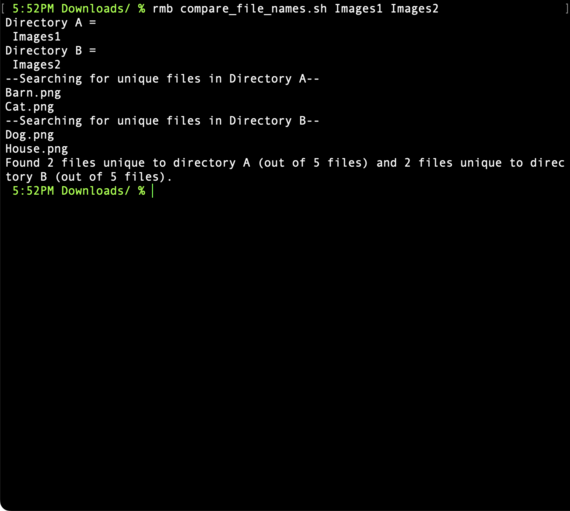 [ 5:52PM Downloads/ % rmb compare_file_names.sh Images1 Images2 ]
Directory A =
 Images1
Directory B =
 Images2
--Searching for unique files in Directory A--
Barn.png
Cat.png
--Searching for unique files in Directory B--
Dog.png
House.png
Found 2 files unique to directory A (out of 5 files) and 2 files unique to direc
tory B (out of 5 files).
 5:52PM Downloads/ %